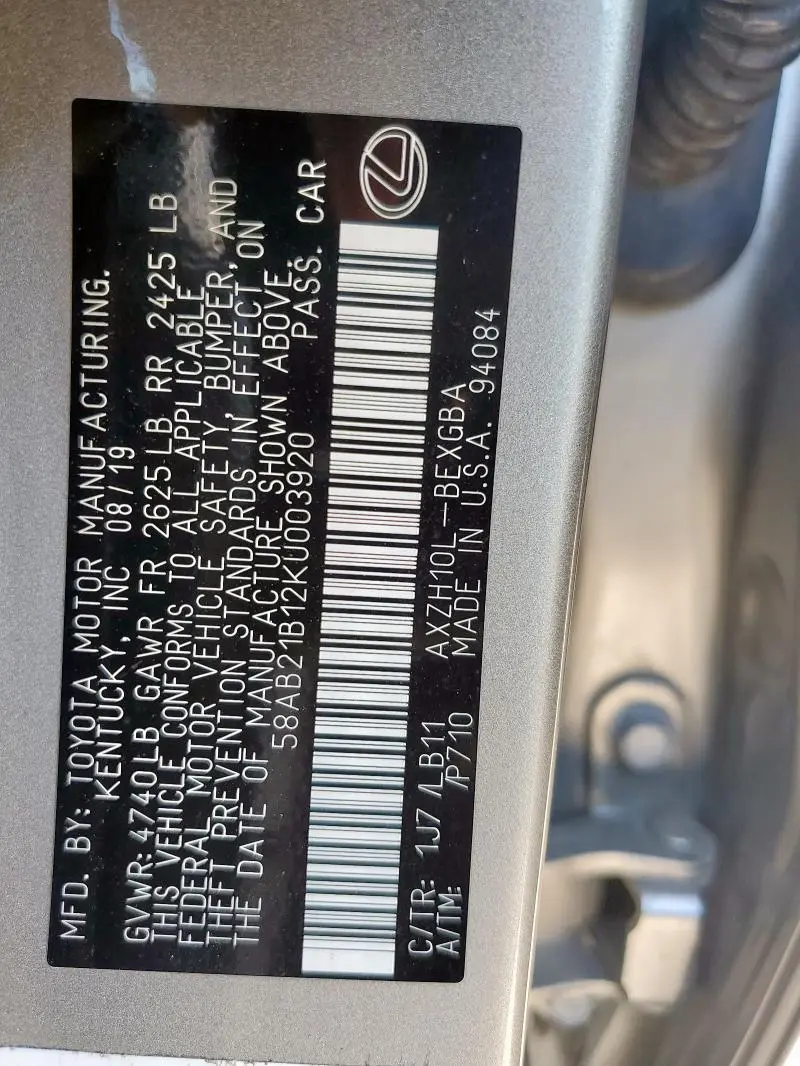 MFD. BY: TOYOTA MOTOR MANUFACTURING.
KENTUCKY, INC 08/19
GVWR: 4740LB GAWR FR 2625LB RR 2425 LB
THIS VEHICLE CONFORMS TO ALL APPLICABLE
FEDERAL MOTOR VEHICLE SAFETY, BUMPER, AND
THEFT PREVENTION STANDARDS IN EFFECT ON
THE DATE OF MANUFACTURE SHOWN ABOVE.
58AB21B12KU003920 PASS. CAR
C/TR: 1J7 /LB11 AXZH10L-BEXGBA
A/TM: /P710 MADE IN U.S.A. 94084